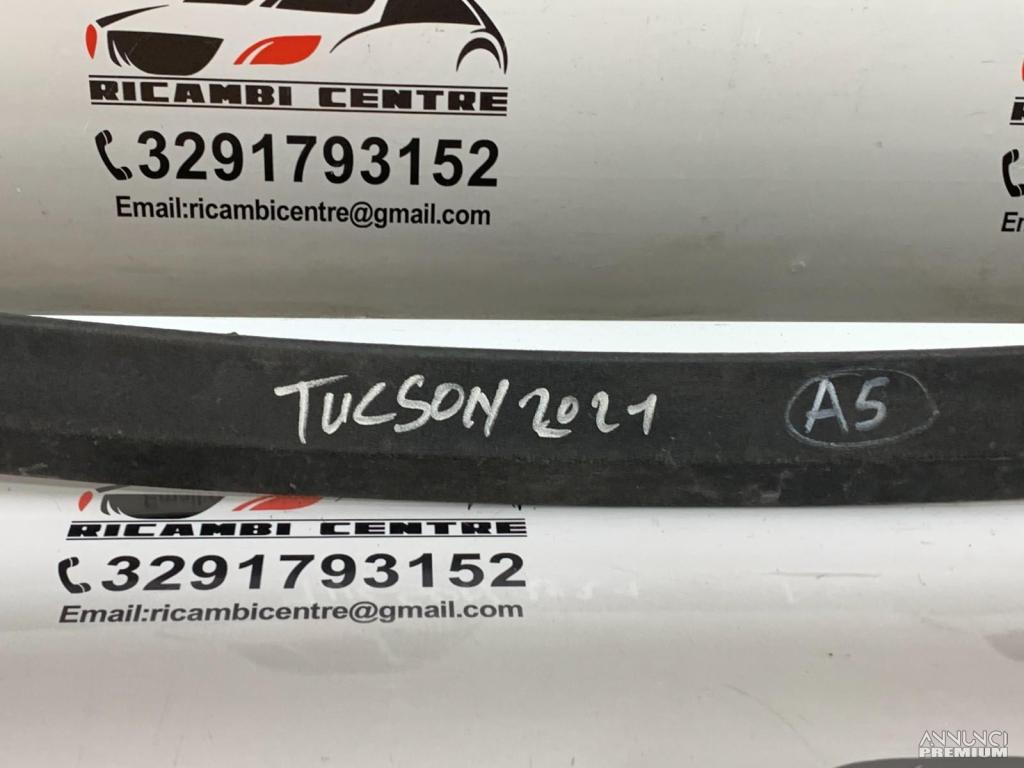 RICAMBI CENTRE
3291793152
Email:ricambicentre@gmail.com
TUCSON 2021
A5
RICAMBI CENTRE
3291793152
Email:ricambicentre@gmail.com
ANNUNCI
PREMIUM